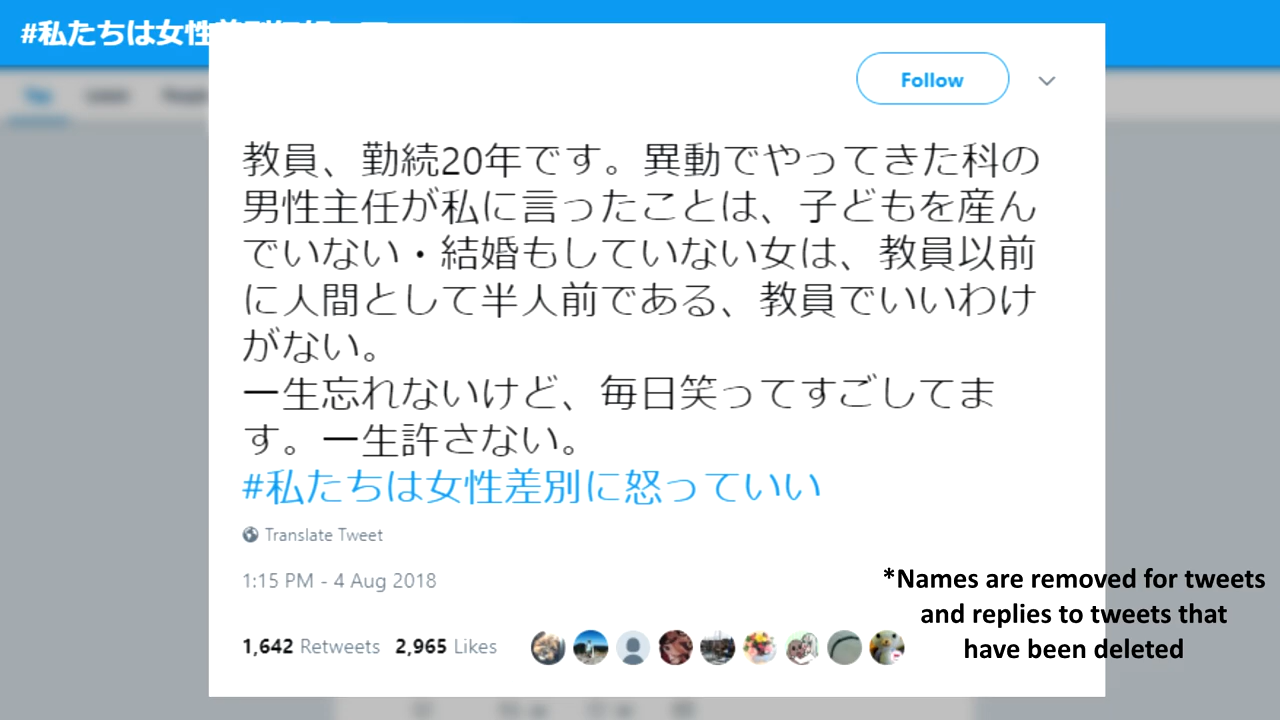 #私たちは女性
Follow
教員、勤続20年です。異動でやってきた科の
男性主任が私に言ったことは、子どもを産ん
でいない・結婚もしていない女は、教員以前
に人間として半人前である、教員でいいわけ
がない。
一生忘れないけど、毎日笑ってすごしてま
す。一生許さない。
#私たちは女性差別に怒っていい
Translate Tweet
1:15 PM - 4 Aug 2018
1,642 Retweets 2,965 Likes
*Names are removed for tweets
and replies to tweets that
have been deleted